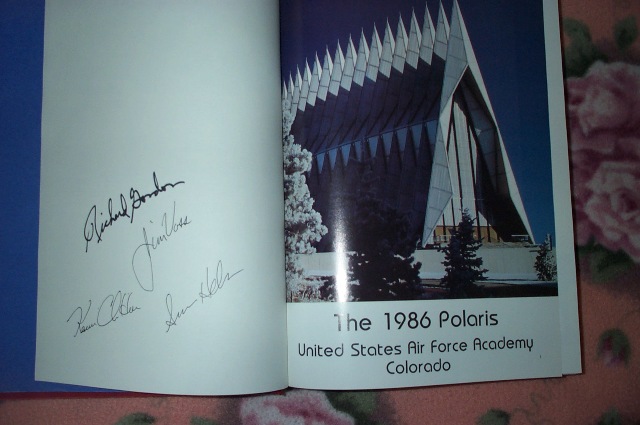 Richard Gordon
Jim Voss
The 1986 Polaris
United States Air Force Academy
Colorado